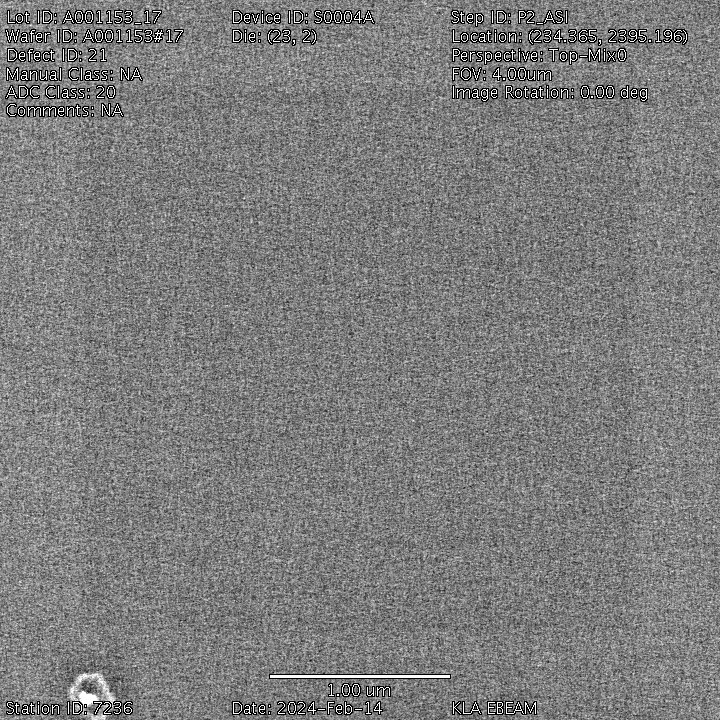 Lot ID: A001153_17 Device ID: S0004A Step ID: P2_ASI
Wafer ID: A001153#17 Die: (23, 2) Location: (234.365, 2395.196)
Defect ID: 21 Perspective: Top-Mix0
Manual Class: NA FOV: 4.00um
ADC Class: 20 Image Rotation: 0.00 deg
Comments: NA
1.00 um
Station ID: 7236 Date: 2024-Feb-14 KLA EBEAM